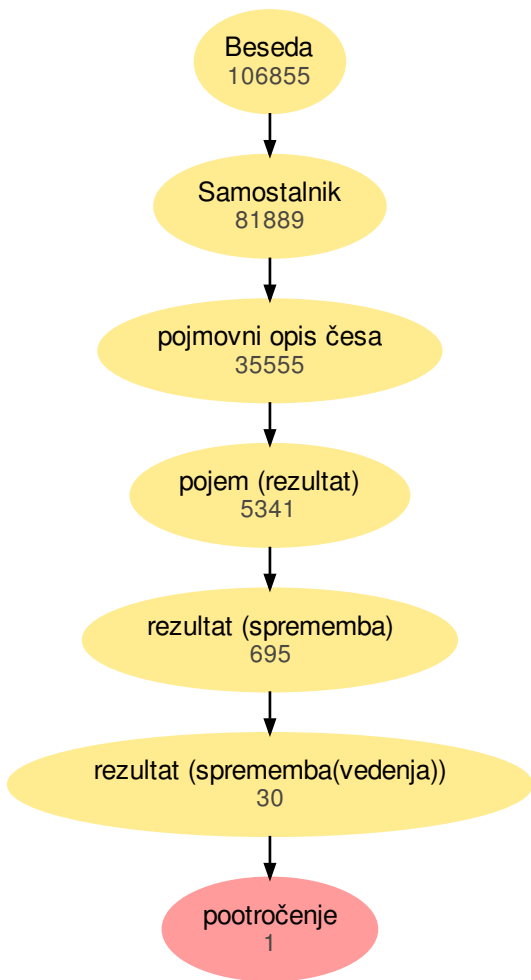 Beseda
106855
Samostalnik
81889
pojmovni opis česa
35555
pojem (rezultat)
5341
rezultat (sprememba)
695
rezultat (sprememba(vedenja))
30
pootročenje
1